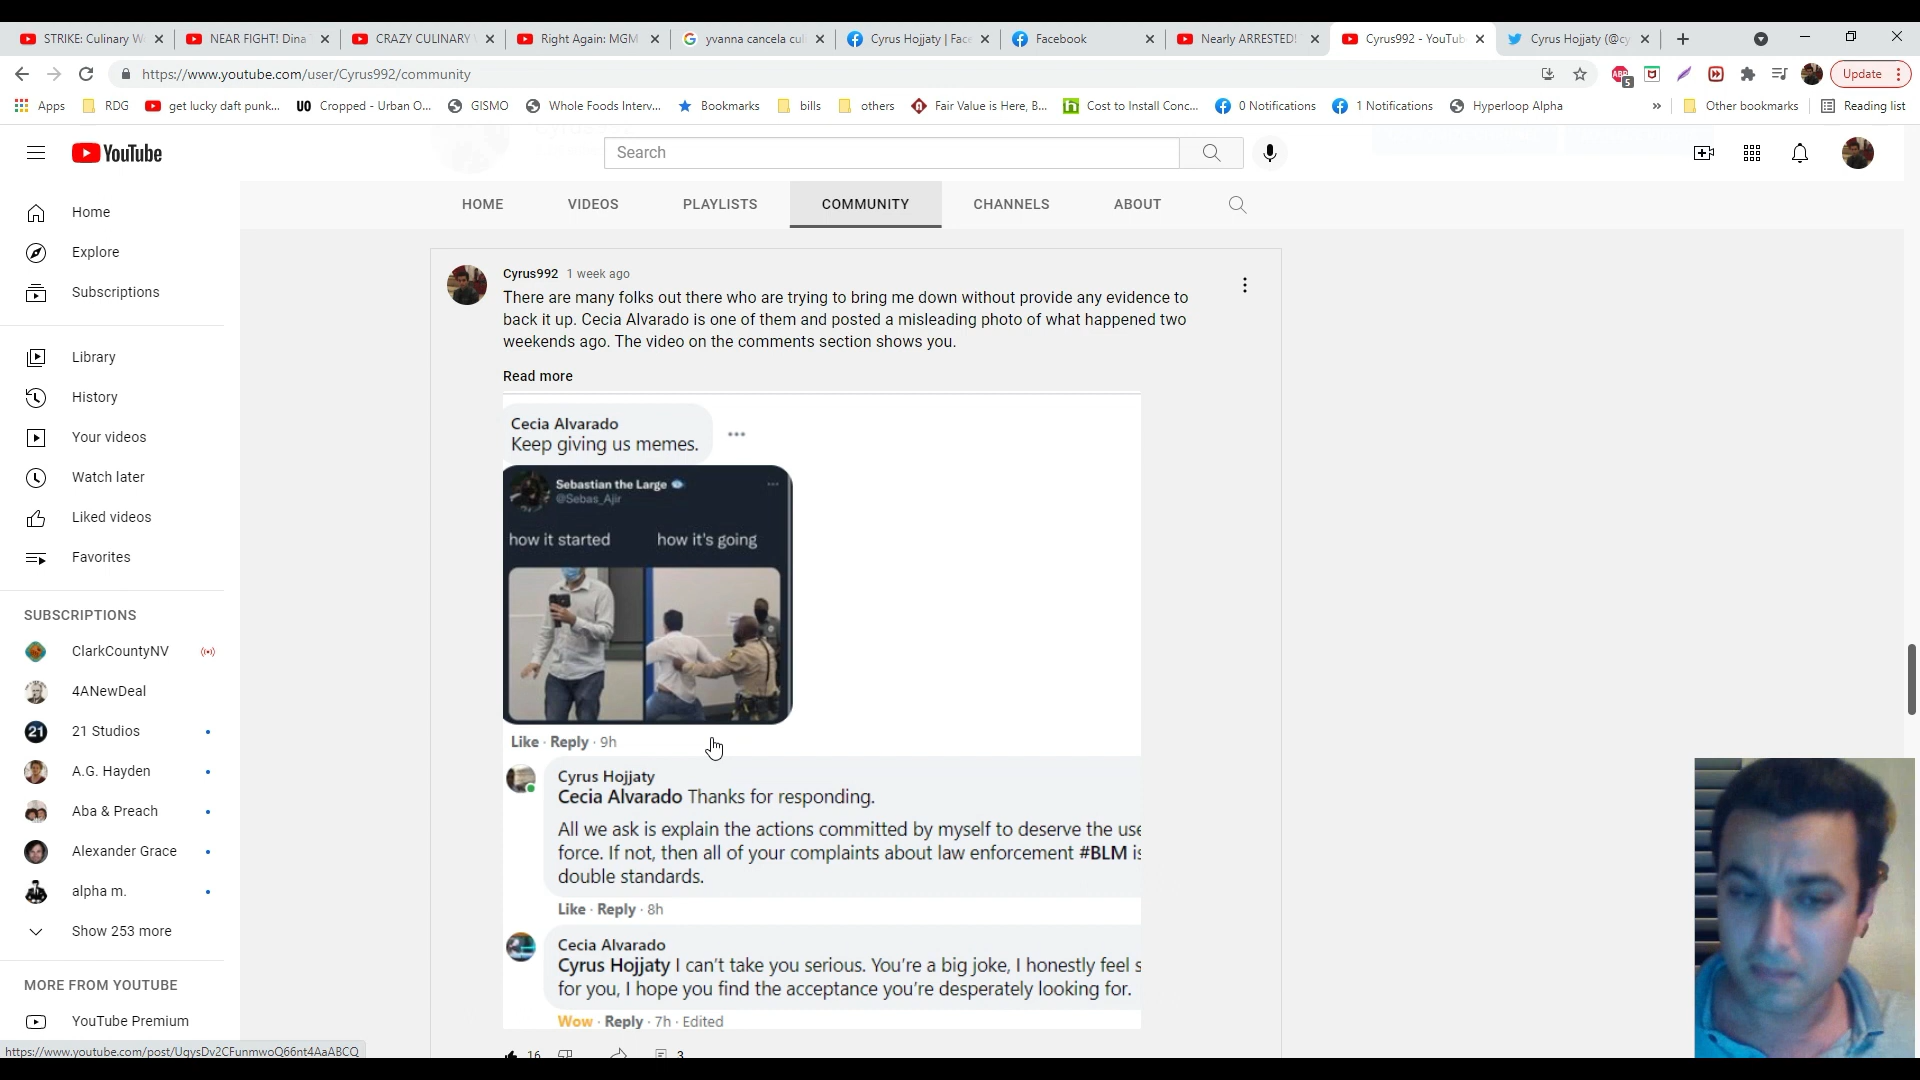 STRIKE: Culinary W
NEAR FIGHT! Dina
CRAZY CULINARY
Right Again: MGM
yvanna cancela cul
Cyrus Hojjaty | Face
Facebook
Nearly ARRESTED!
Cyrus992 - YouTub
Cyrus Hojjaty (@cy
https://www.youtube.com/user/Cyrus992/community
ABP
5
Update
Apps
RDG
get lucky daft punk...
UO Cropped - Urban O...
GISMO
Whole Foods Interv...
Bookmarks
bills
others
Fair Value is Here, B...
Cost to Install Conc...
0 Notifications
1 Notifications
Hyperloop Alpha
»
Other bookmarks
Reading list
YouTube
Search
HOME
VIDEOS
PLAYLISTS
COMMUNITY
CHANNELS
ABOUT
Home
Explore
Subscriptions
Library
History
Your videos
Watch later
Liked videos
Favorites
SUBSCRIPTIONS
ClarkCountyNV
4ANewDeal
21 21 Studios
A.G. Hayden
Aba & Preach
Alexander Grace
alpha m.
Show 253 more
MORE FROM YOUTUBE
YouTube Premium
https://www.youtube.com/post/UgysDv2CFunmwoQ66nt4AaABCQ
Cyrus992 1 week ago
There are many folks out there who are trying to bring me down without provide any evidence to
back it up. Cecia Alvarado is one of them and posted a misleading photo of what happened two
weekends ago. The video on the comments section shows you.
Read more
Cecia Alvarado
Keep giving us memes.
Sebastian the Large
@Sebas_Ajir
how it started
how it's going
Like · Reply · 9h
Cyrus Hojjaty
Cecia Alvarado Thanks for responding.
All we ask is explain the actions committed by myself to deserve the use
force. If not, then all of your complaints about law enforcement #BLM is
double standards.
Like · Reply · 8h
Cecia Alvarado
Cyrus Hojjaty I can't take you serious. You're a big joke, I honestly feel s
for you, I hope you find the acceptance you're desperately looking for.
Wow · Reply · 7h · Edited
16
3